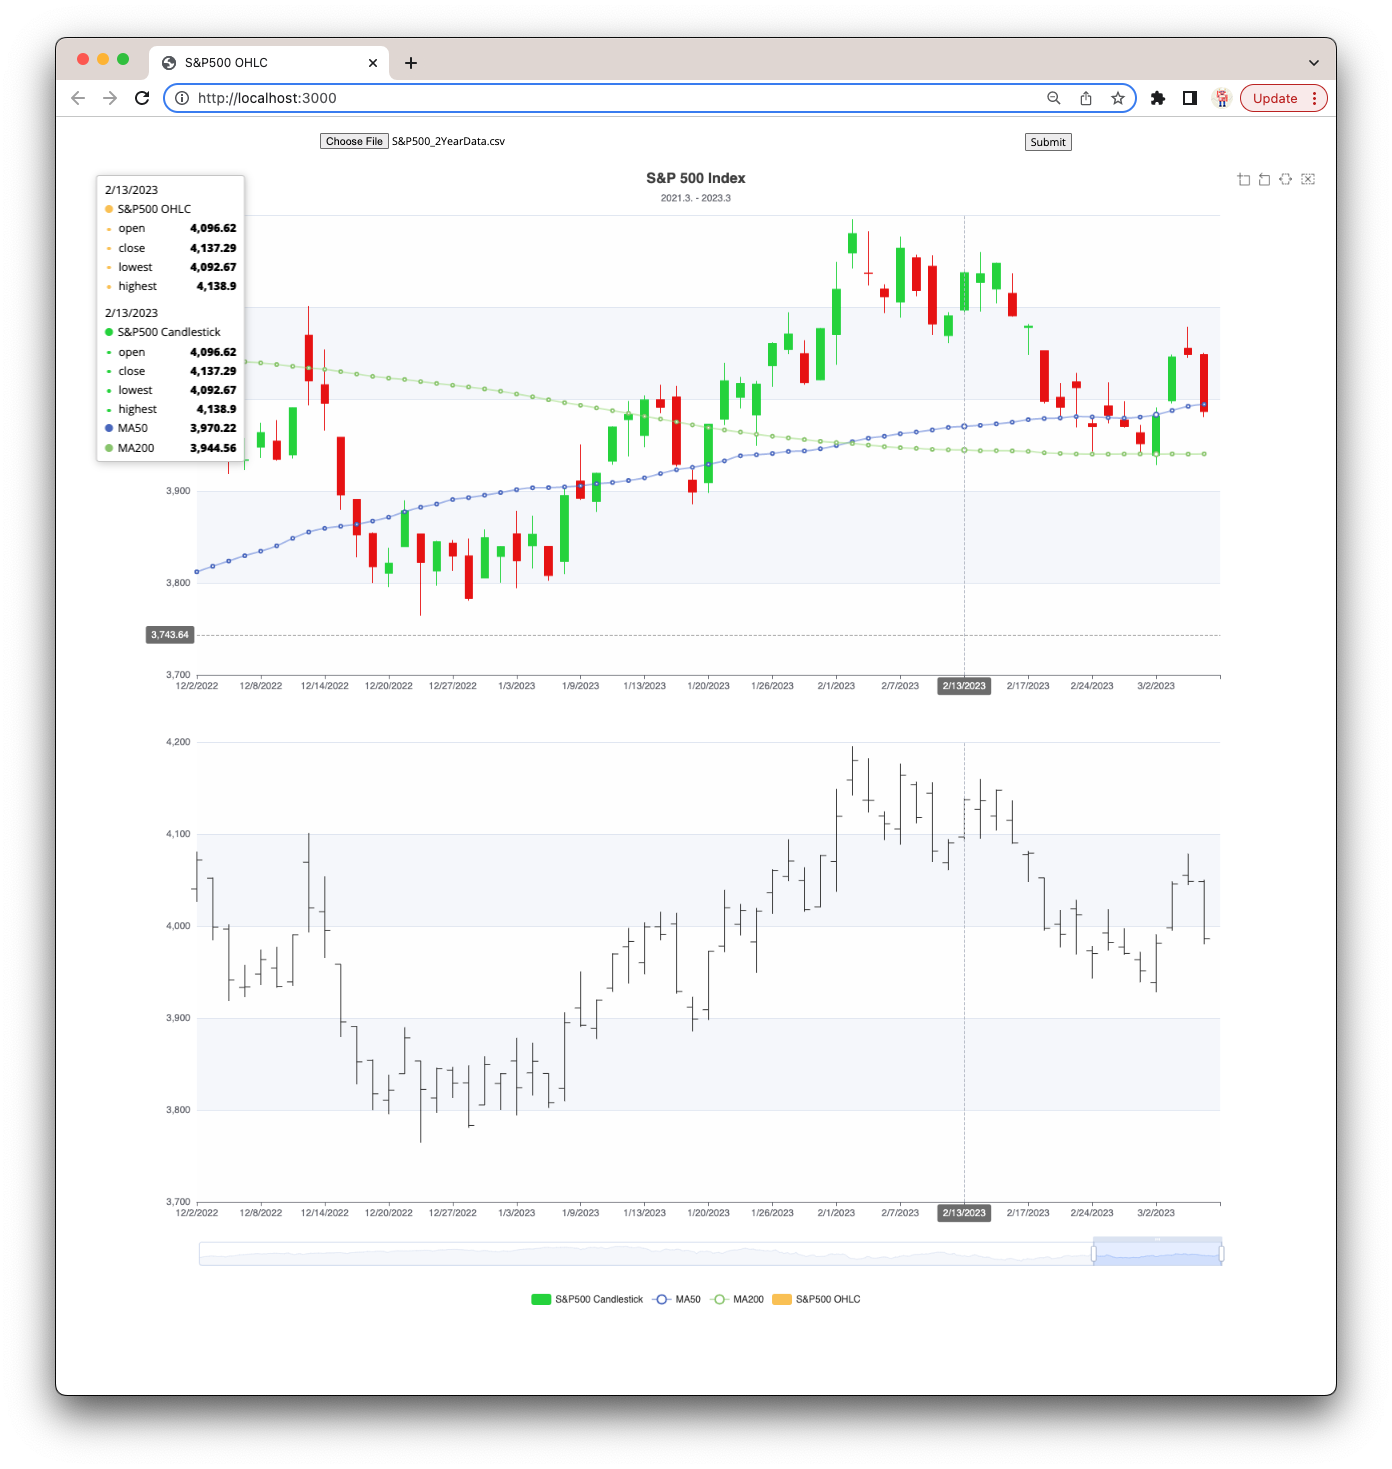 S&P500 OHLC
http://localhost:3000
Update
Choose File S&P500_2YearData.csv
Submit
S&P 500 Index
2021.3. - 2023.3
2/13/2023
S&P500 OHLC
open 4,096.62
close 4,137.29
lowest 4,092.67
highest 4,138.9
2/13/2023
S&P500 Candlestick
open 4,096.62
close 4,137.29
lowest 4,092.67
highest 4,138.9
MA50 3,970.22
MA200 3,944.56
3,900
3,800
3,743.64
3,700
12/2/2022 12/8/2022 12/14/2022 12/20/2022 12/27/2022 1/3/2023 1/9/2023 1/13/2023 1/20/2023 1/26/2023 2/1/2023 2/7/2023 2/13/2023 2/17/2023 2/24/2023 3/2/2023
4,200
4,100
4,000
3,900
3,800
3,700
12/2/2022 12/8/2022 12/14/2022 12/20/2022 12/27/2022 1/3/2023 1/9/2023 1/13/2023 1/20/2023 1/26/2023 2/1/2023 2/7/2023 2/13/2023 2/17/2023 2/24/2023 3/2/2023
S&P500 Candlestick MA50 MA200 S&P500 OHLC